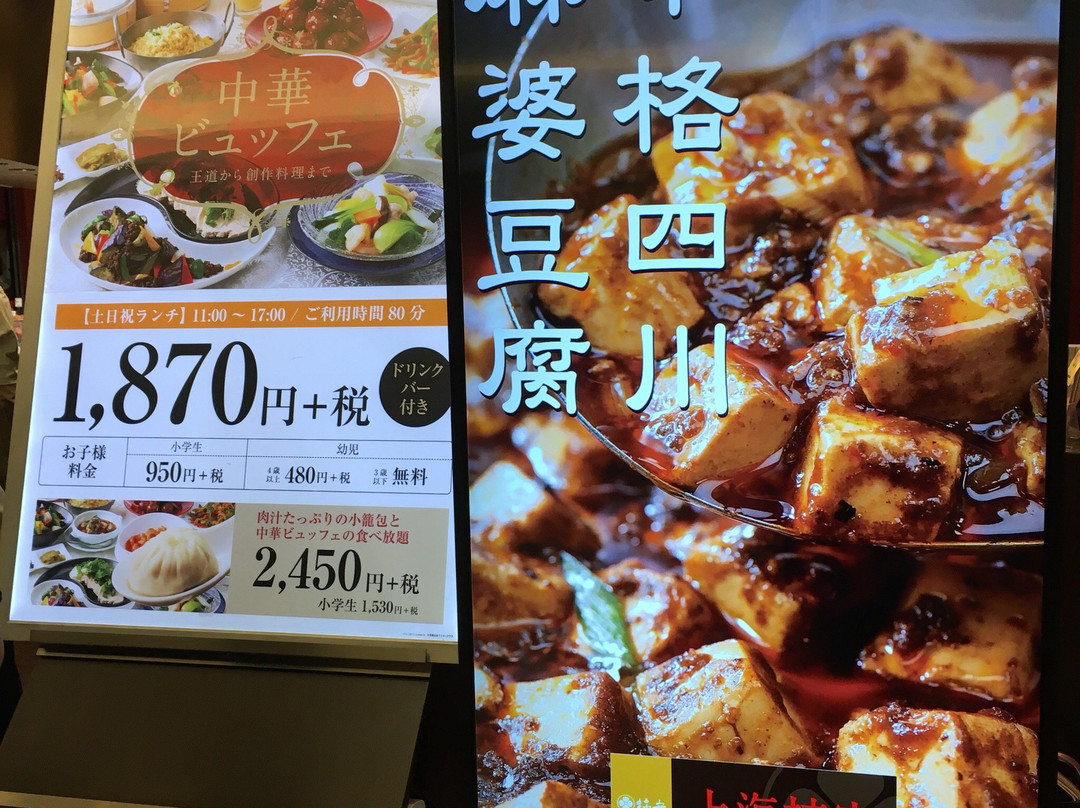 中華
ビュッフェ
王道から創作料理まで
【土日祝ランチ】11:00 ～ 17:00 / ご利用時間 80 分
1,870円+税
ドリンク
バー
付き
お子様
料金
小学生
950円+税
幼児
4歳以上 480円+税
3歳以下 無料
肉汁たっぷりの小籠包と
中華ビュッフェの食べ放題
2,450円+税
小学生 1,530円+税
格四川
麻婆豆腐
上海